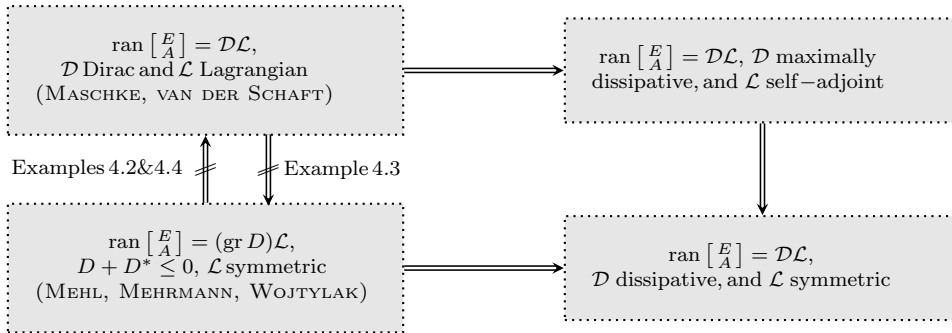 ran [E A] = 𝒟ℒ,
𝒟 Dirac and ℒ Lagrangian
(MASCHKE, VAN DER SCHAFT)
ran [E A] = 𝒟ℒ, 𝒟 maximally
dissipative, and ℒ self−adjoint
Examples 4.2&4.4
Example 4.3
ran [E A] = (gr D)ℒ,
D + D* ≤ 0, ℒ symmetric
(MEHL, MEHRMANN, WOJTYLAK)
ran [E A] = 𝒟ℒ,
𝒟 dissipative, and ℒ symmetric